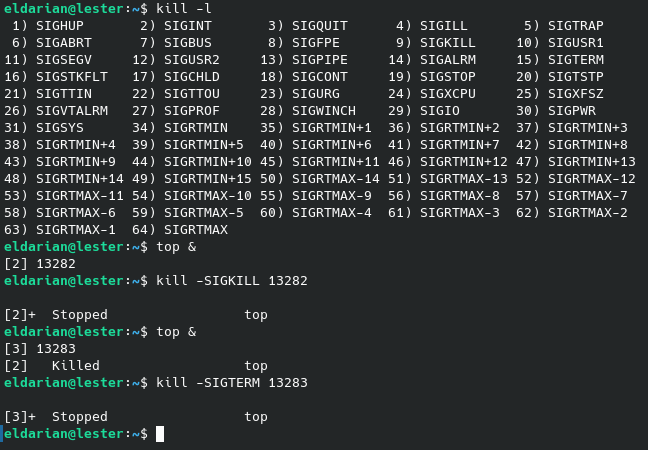 eldarian@lester:~$ kill -l
 1) SIGHUP       2) SIGINT       3) SIGQUIT      4) SIGILL       5) SIGTRAP
 6) SIGABRT      7) SIGBUS       8) SIGFPE       9) SIGKILL     10) SIGUSR1
11) SIGSEGV     12) SIGUSR2     13) SIGPIPE     14) SIGALRM     15) SIGTERM
16) SIGSTKFLT   17) SIGCHLD     18) SIGCONT     19) SIGSTOP     20) SIGTSTP
21) SIGTTIN     22) SIGTTOU     23) SIGURG      24) SIGXCPU     25) SIGXFSZ
26) SIGVTALRM   27) SIGPROF     28) SIGWINCH    29) SIGIO       30) SIGPWR
31) SIGSYS      34) SIGRTMIN    35) SIGRTMIN+1  36) SIGRTMIN+2  37) SIGRTMIN+3
38) SIGRTMIN+4  39) SIGRTMIN+5  40) SIGRTMIN+6  41) SIGRTMIN+7  42) SIGRTMIN+8
43) SIGRTMIN+9  44) SIGRTMIN+10 45) SIGRTMIN+11 46) SIGRTMIN+12 47) SIGRTMIN+13
48) SIGRTMIN+14 49) SIGRTMIN+15 50) SIGRTMAX-14 51) SIGRTMAX-13 52) SIGRTMAX-12
53) SIGRTMAX-11 54) SIGRTMAX-10 55) SIGRTMAX-9  56) SIGRTMAX-8  57) SIGRTMAX-7
58) SIGRTMAX-6  59) SIGRTMAX-5  60) SIGRTMAX-4  61) SIGRTMAX-3  62) SIGRTMAX-2
63) SIGRTMAX-1  64) SIGRTMAX
eldarian@lester:~$ top &
[2] 13282
eldarian@lester:~$ kill -SIGKILL 13282
[2]+  Stopped                 top
eldarian@lester:~$ top &
[3] 13283
[2]   Killed                  top
eldarian@lester:~$ kill -SIGTERM 13283
[3]+  Stopped                 top
eldarian@lester:~$